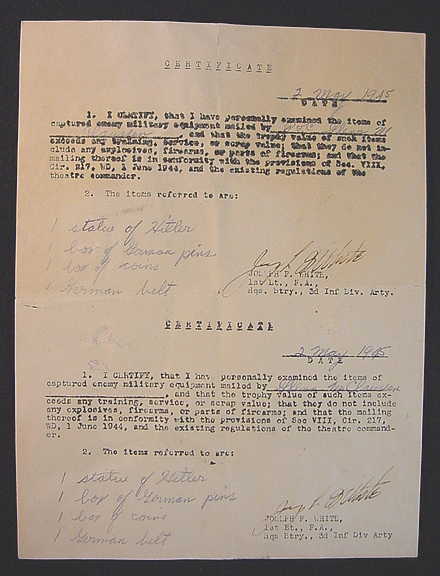 CERTIFICATE
2 May 1945
DATE
1. I CERTIFY, that I have personally examined the items of
captured enemy military equipment mailed by
, and that the trophy value of such items
exceeds any training, service, or scrap value; that they do not in-
clude any explosives, firearms, or parts of firearms; and that the
mailing thereof is in conformity with the provisions of Sec. VIII,
Cir. 217, WD, 1 June 1944, and the existing regulations of the
theatre commander.
2. The items referred to are:
1 statue of Hitler
1 box of German pins
1 box of coins
1 German belt
JOSEPH F. WHITE,
1st Lt., F.A.,
Hqs. Btry., 3d Inf Div. Arty.
CERTIFICATE
2 May 1945
DATE
1. I CERTIFY, that I have personally examined the items of
captured enemy military equipment mailed by
, and that the trophy value of such items ex-
ceeds any training, service, or scrap value; that they do not include
any explosives, firearms, or parts of firearms; and that the mailing
thereof is in conformity with the provisions of Sec VIII, Cir. 217,
WD, 1 June 1944, and the existing regulations of the theatre command-
er.
2. The items referred to are:
1 statue of Hitler
1 box of German pins
1 box of coins
1 German belt
JOSEPH F. WHITE,
1st Lt., F.A.,
Hqs Btry., 3d Inf Div Arty